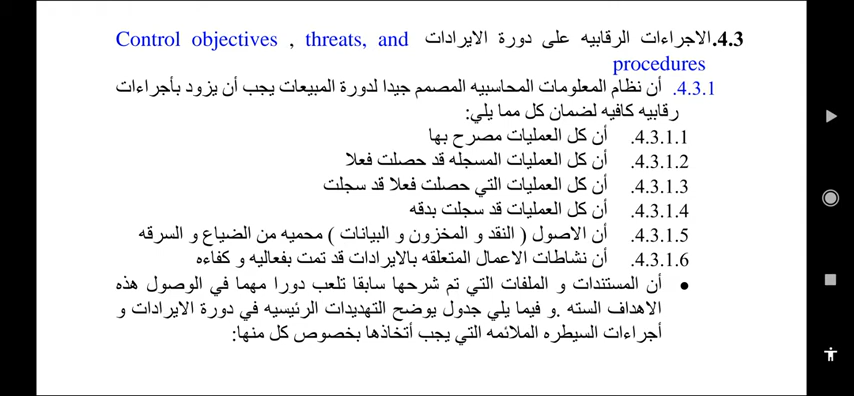 4.3. الاجراءات الرقابيه على دورة الايرادات Control objectives , threats, and
procedures
4.3.1. أن نظام المعلومات المحاسبيه المصمم جيدا لدورة المبيعات يجب أن يزود بأجراءات
رقابيه كافيه لضمان كل مما يلي:
4.3.1.1. أن كل العمليات مصرح بها
4.3.1.2. أن كل العمليات المسجله قد حصلت فعلا
4.3.1.3. أن كل العمليات التي حصلت فعلا قد سجلت
4.3.1.4. أن كل العمليات قد سجلت بدقه
4.3.1.5. أن الاصول ( النقد و المخزون و البيانات ) محميه من الضياع و السرقه
4.3.1.6. أن نشاطات الاعمال المتعلقه بالايرادات قد تمت بفعاليه و كفاءه
• أن المستندات و الملفات التي تم شرحها سابقا تلعب دورا مهما في الوصول هذه
الاهداف السته .و فيما يلي جدول يوضح التهديدات الرئيسيه في دورة الايرادات و
أجراءات السيطره الملائمه التي يجب أتخاذها بخصوص كل منها: